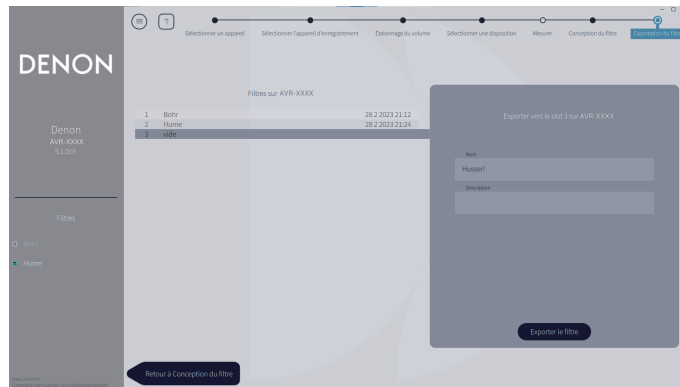 ?
Sélectionner un appareil
Sélectionner l'appareil d'enregistrement
Étalonnage du volume
Sélectionner une disposition
Mesurer
Conception du filtre
Exportation du filtre
DENON
Denon
AVR-XXXX
5.1.0ch
Filtres
Bohr
Hume
Filtres sur AVR-XXXX
1 Bohr 28 2 2023 21:12
2 Hume 28 2 2023 21:24
3 vide
Exporter vers le slot 3 sur AVR-XXXX
Nom
Husserl
Description
Exporter le filtre
Retour à Conception du filtre